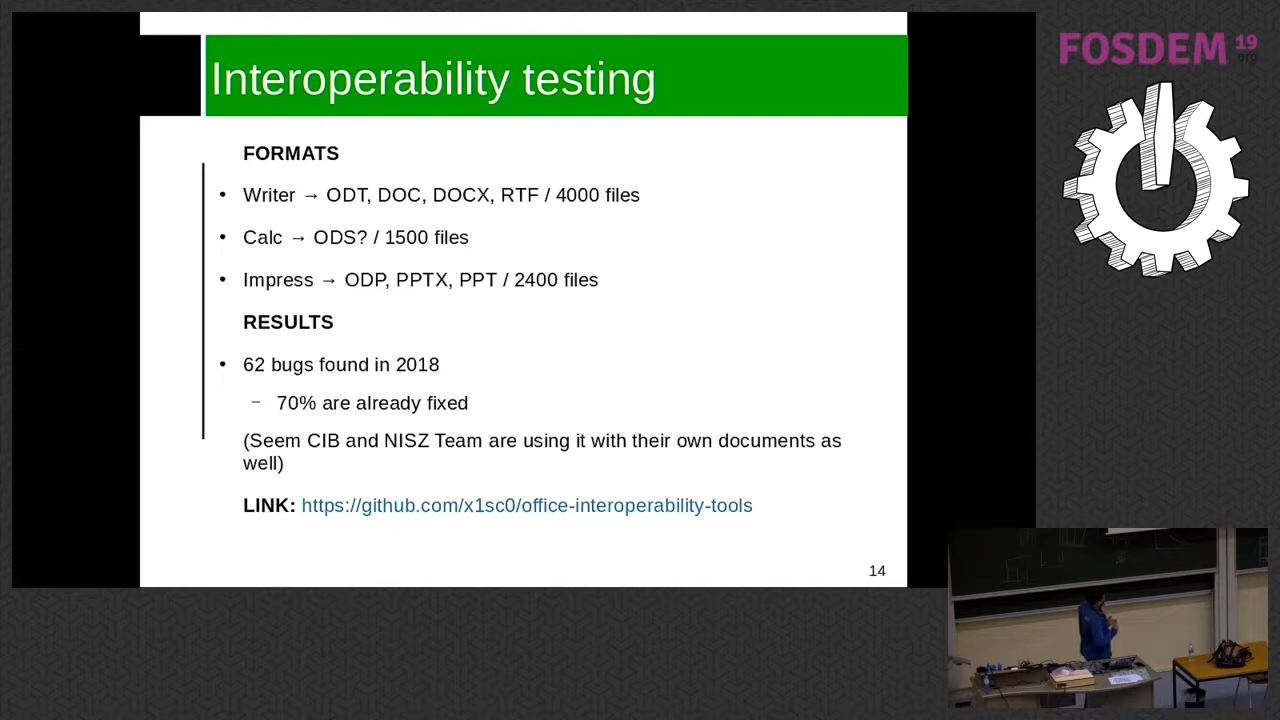 Interoperability testing
FORMATS
• Writer → ODT, DOC, DOCX, RTF / 4000 files
• Calc → ODS? / 1500 files
• Impress → ODP, PPTX, PPT / 2400 files
RESULTS
• 62 bugs found in 2018
– 70% are already fixed
(Seem CIB and NISZ Team are using it with their own documents as
well)
LINK: https://github.com/x1sc0/office-interoperability-tools
14
FOSDEM 19
org